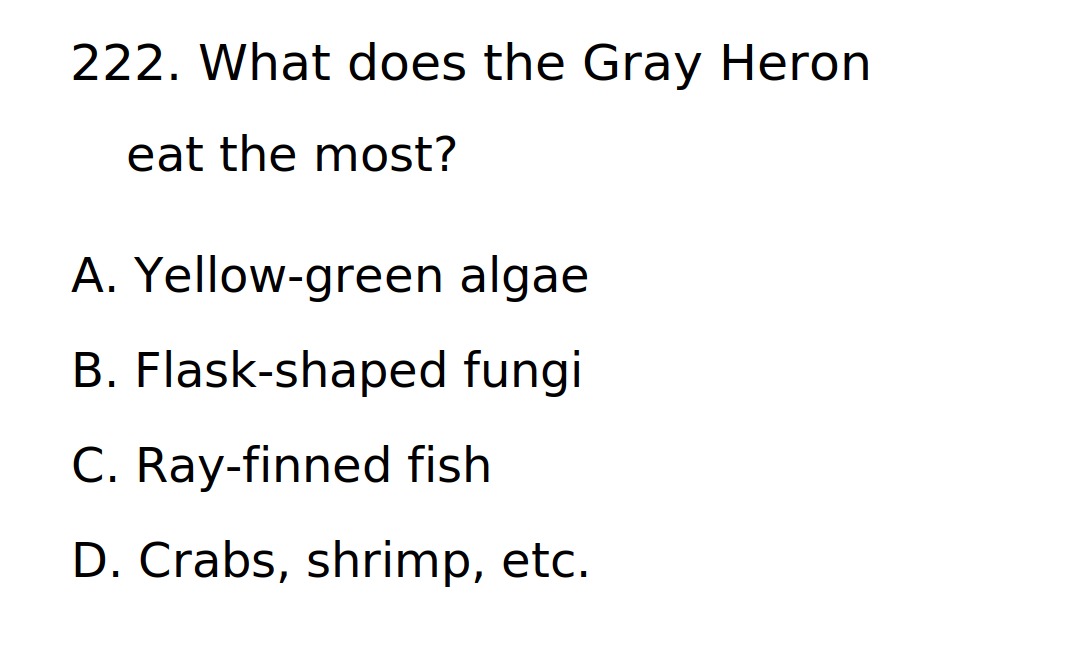 222. What does the Gray Heron
eat the most?
A. Yellow-green algae
B. Flask-shaped fungi
C. Ray-finned fish
D. Crabs, shrimp, etc.